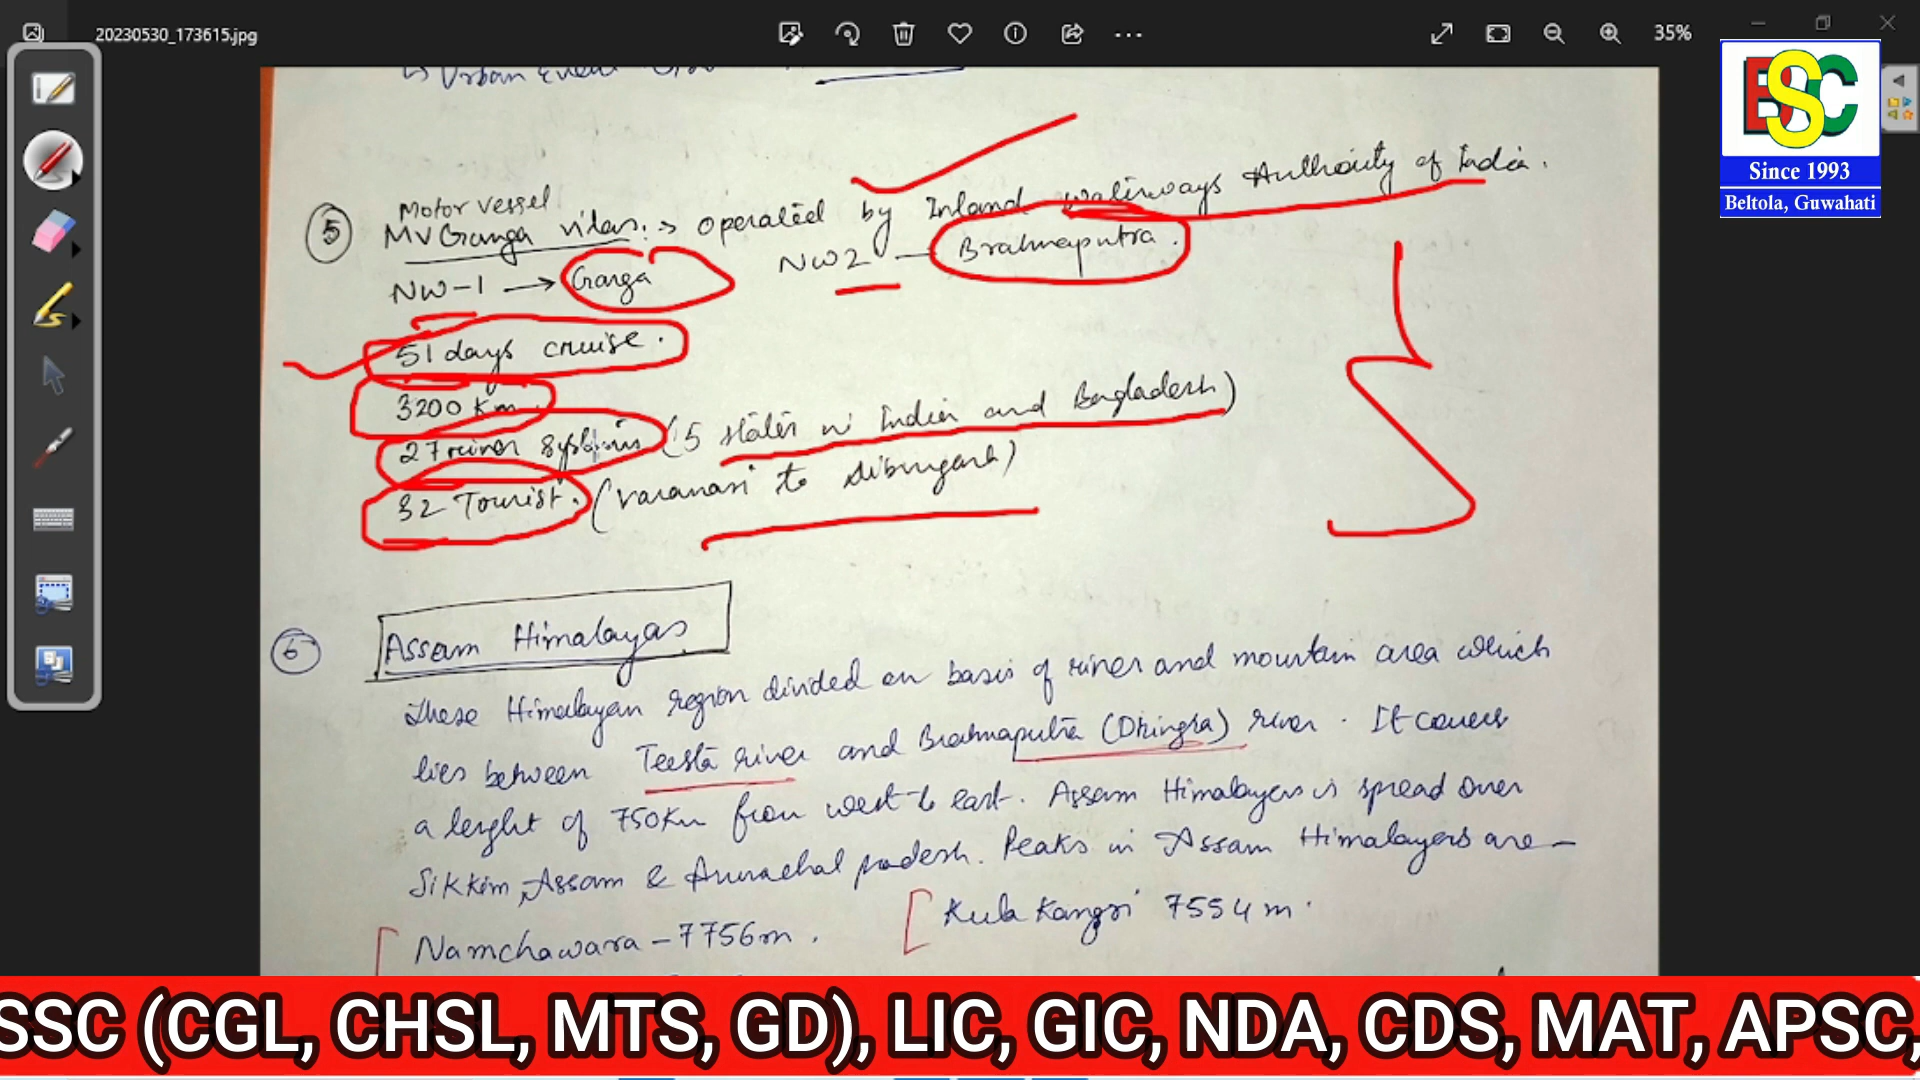 20230530_173615.jpg
35%
BSC
Since 1993
Beltola, Guwahati
↳ Urban
Motor vessel
⑤ MV Ganga vilas :→ operated by Inland waterways Authority of India.
NW-1 → Ganga NW2 — Brahmaputra.
51 days cruise.
3200 Km.
27 river systems (5 states in India and Bangladesh)
32 Tourist. (Varanasi to dibrugarh)
⑥ Assam Himalayas
These Himalayan region divided on basis of river and mountain area which
lies between Teesta river and Brahmaputra (Dhingla) river. It covers
a lenght of 750Km from west to east. Assam Himalayas is spread over
Sikkim, Assam & Arunachal pradesh. Peaks in Assam Himalayas are —
Namchawara - 7756m. Kula Kangri 7554m.
SSC (CGL, CHSL, MTS, GD), LIC, GIC, NDA, CDS, MAT, APSC,